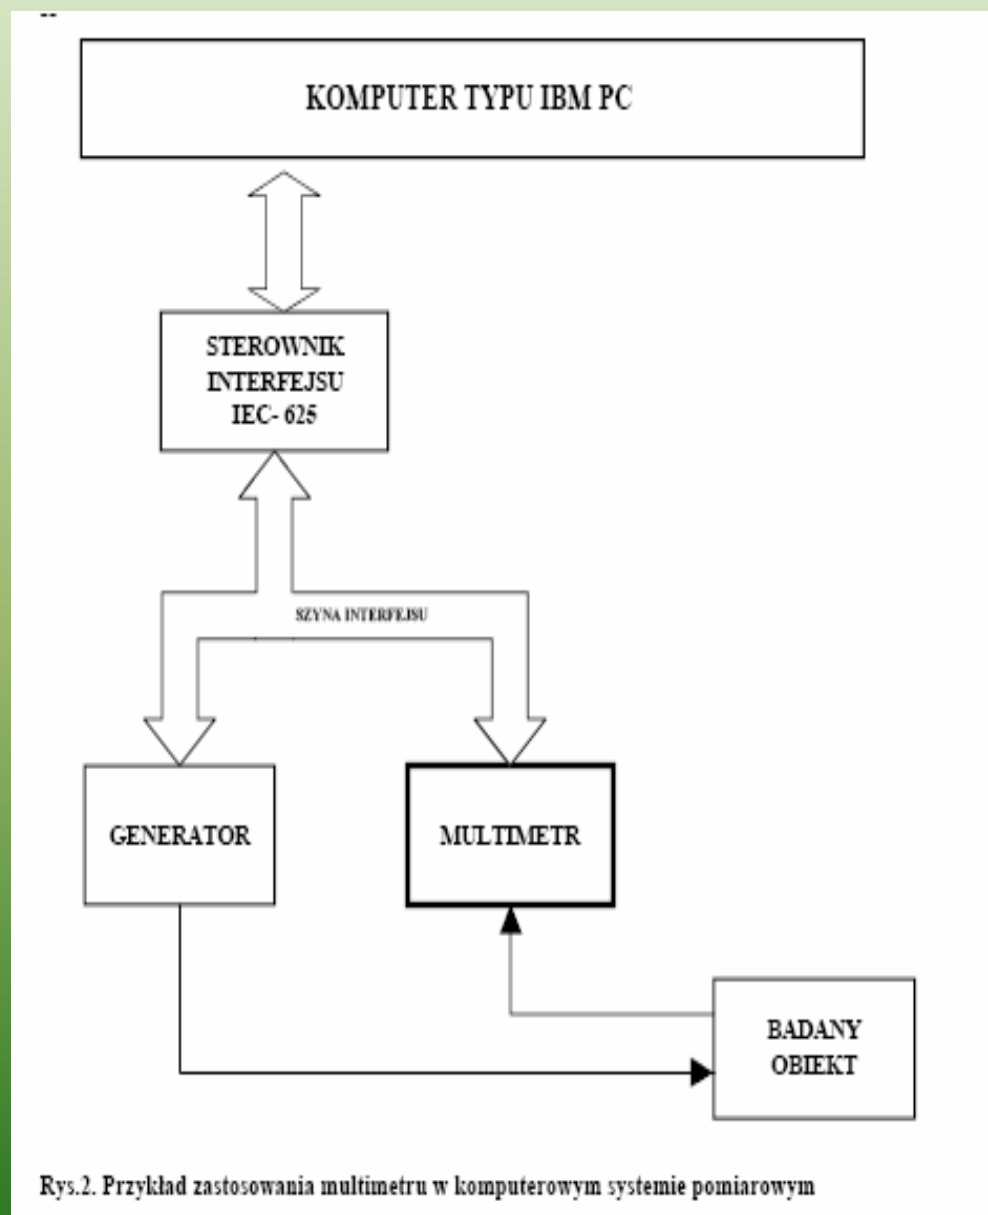 KOMPUTER TYPU IBM PC
STEROWNIK
INTERFEJSU
IEC- 625
SZYNA INTERFEJSU
GENERATOR
MULTIMETR
BADANY
OBIEKT
Rys.2. Przykład zastosowania multimetru w komputerowym systemie pomiarowym